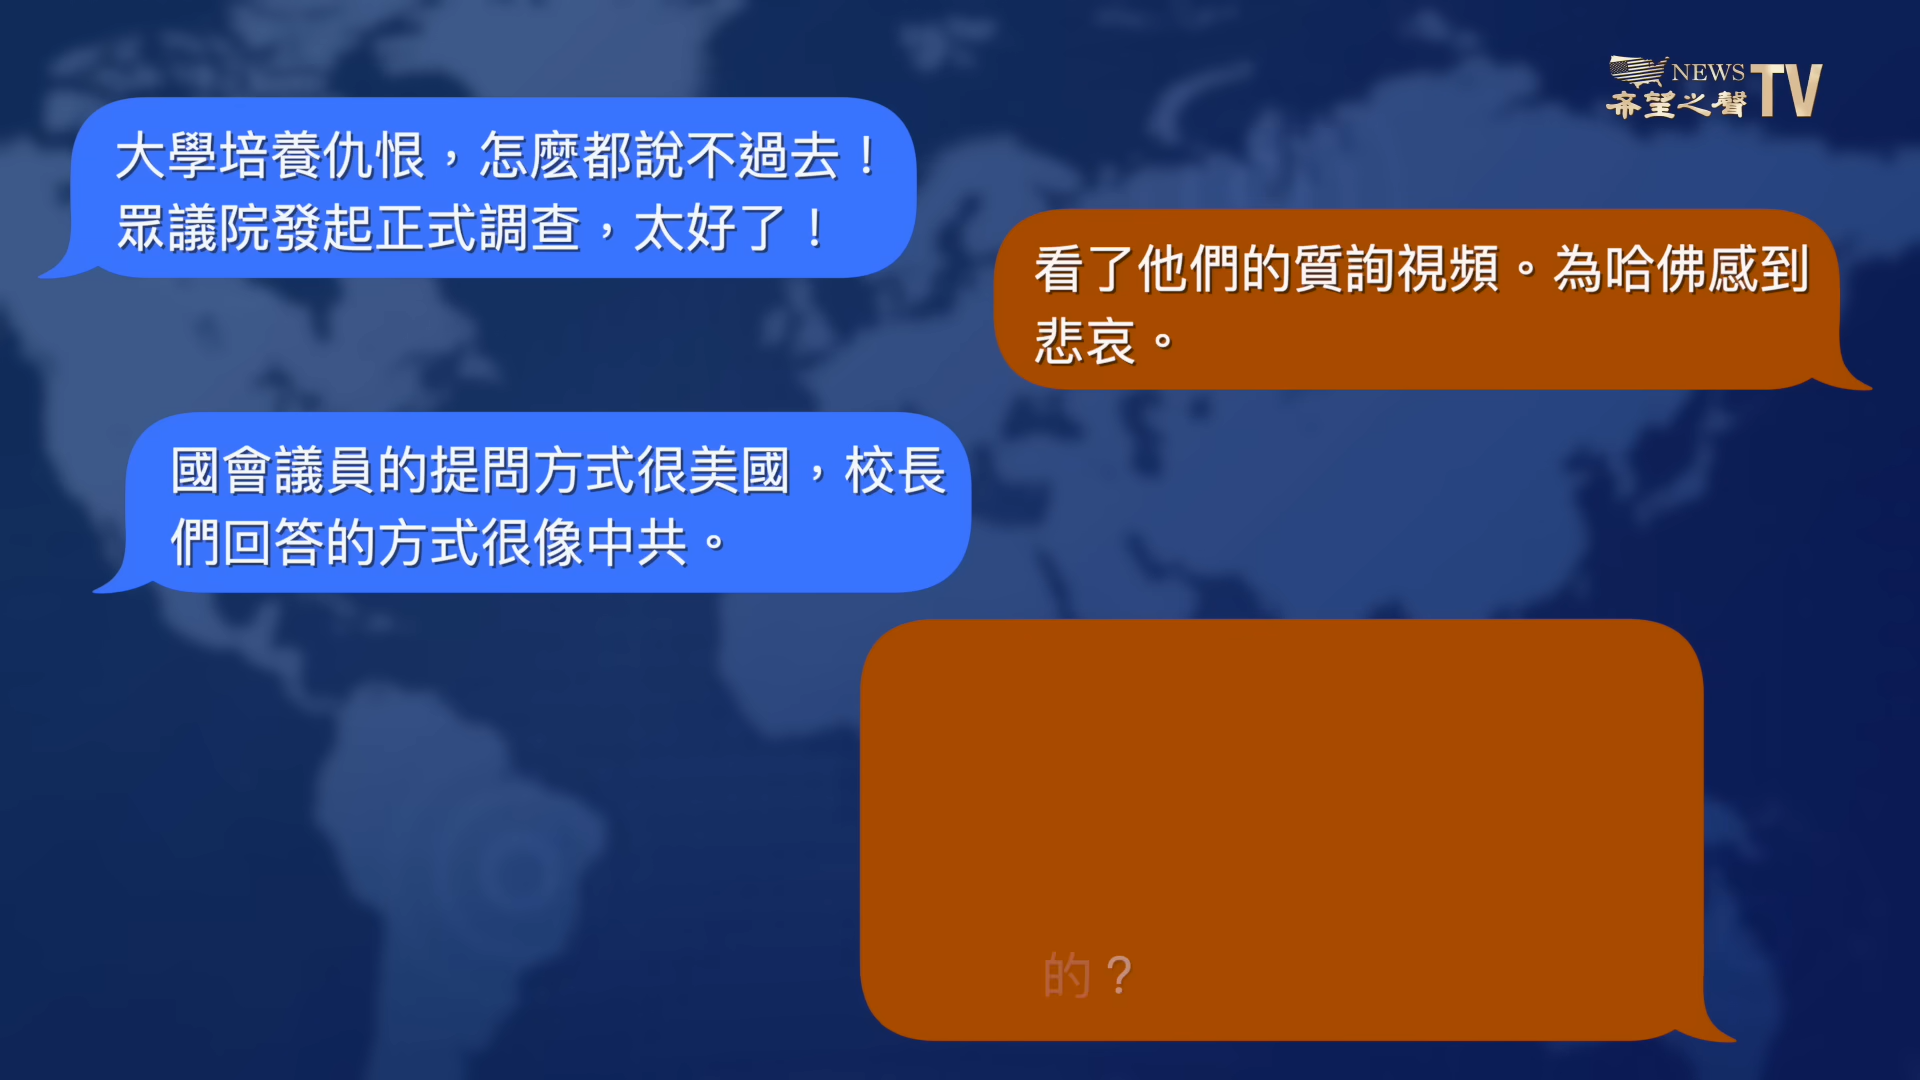 NEWS
希望之聲TV
大學培養仇恨，怎麼都說不過去！
眾議院發起正式調查，太好了！
看了他們的質詢視頻。為哈佛感到
悲哀。
國會議員的提問方式很美國，校長
們回答的方式很像中共。
的？